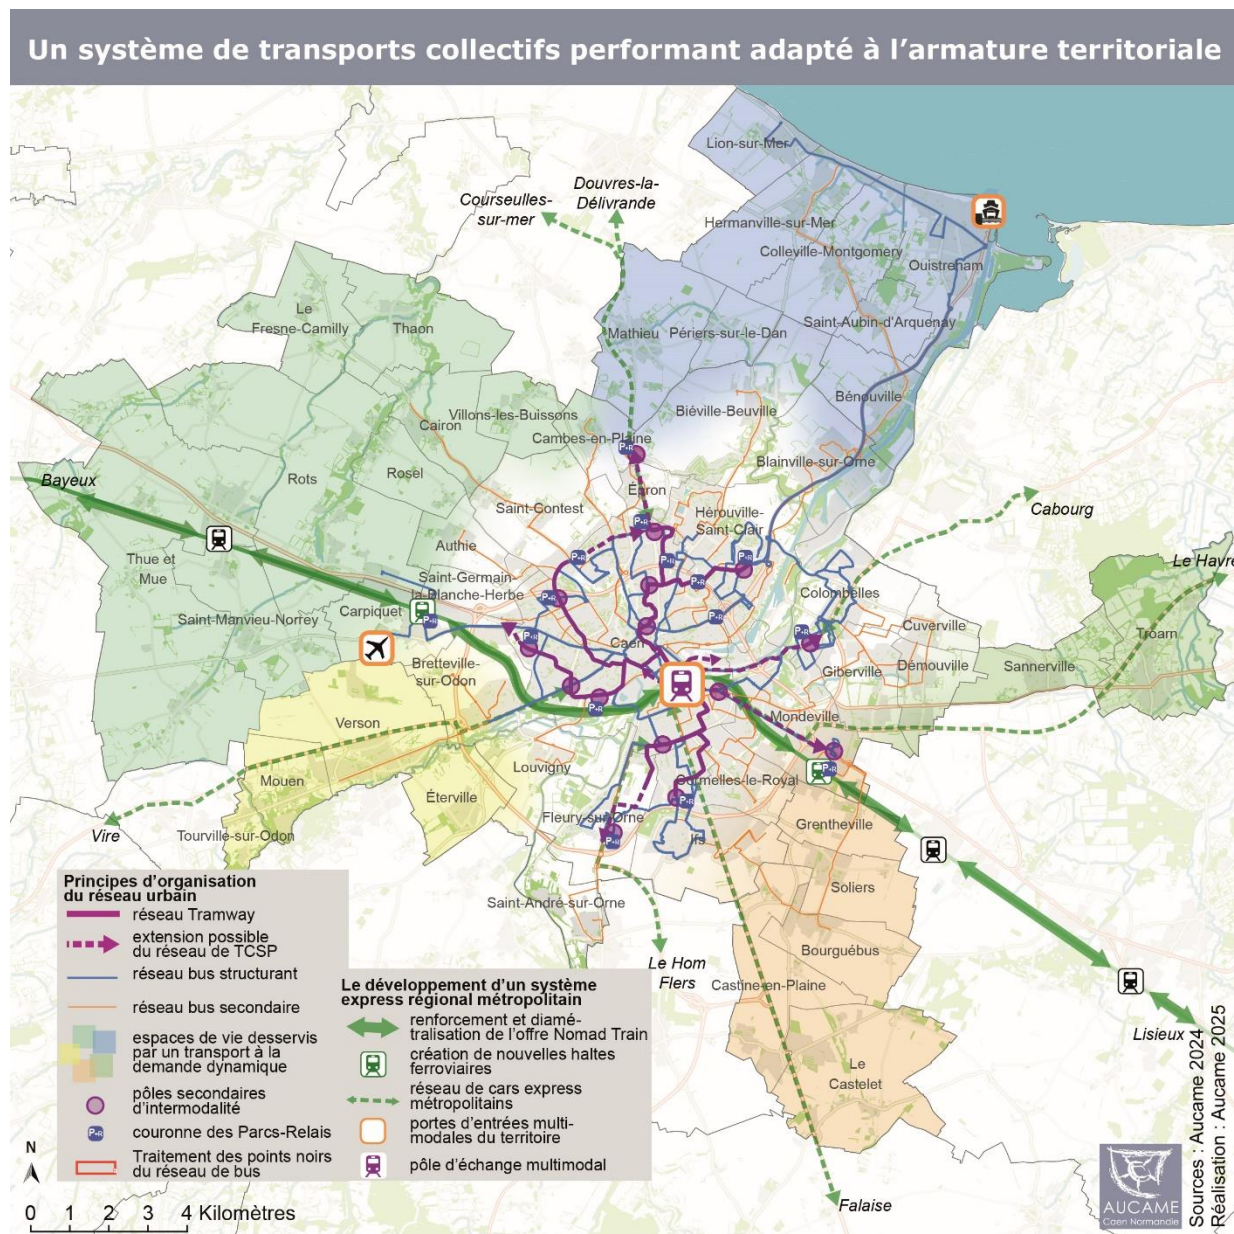 Un système de transports collectifs performant adapté à l'armature territoriale
Lion-sur-Mer
Douvres-la-
Délivrande
Courseulles-
sur-mer
Hermanville-sur-Mer
Colleville-Montgomery
Ouistreham
Le
Fresne-Camilly
Thaon
Mathieu
Périers-sur-le-Dan
Saint-Aubin-d'Arquenay
Bénouville
Villons-les-Buissons
Cairon
Cambes-en-Plaine
Biéville-Beuville
P+R
Blainville-sur-Orne
Bayeux
Rots
Rosel
Épron
Saint-Contest
Hérouville-
Saint-Clair
Cabourg
P+R
Authie
Thue et
Mue
P+R
P+R
P+R
Le Havre
Saint-Germain-
la-Blanche-Herbe
P+R
Colombelles
Carpiquet
P+R
Saint-Manvieu-Norrey
P+R
P+R
Cuverville
Troarn
P+R
P+R
Caen
Bretteville-
sur-Odon
Giberville
Démouville
Sannerville
P+R
Verson
Mondeville
Louvigny
Cormelles-le-Royal
P+R
Mouen
Éterville
P+R
Fleury-sur-Orne
Grentheville
Vire
Tourville-sur-Odon
P+R
Ifs
Soliers
Saint-André-sur-Orne
Bourguébus
Le Hom
Flers
Castine-en-Plaine
Lisieux
Le
Castelet
Falaise
Principes d'organisation
du réseau urbain
réseau Tramway
extension possible
du réseau de TCSP
réseau bus structurant
réseau bus secondaire
espaces de vie desservis
par un transport à la
demande dynamique
pôles secondaires
d'intermodalité
P+R
couronne des Parcs-Relais
Traitement des points noirs
du réseau de bus
Le développement d'un système
express régional métropolitain
renforcement et diamé-
tralisation de l'offre Nomad Train
création de nouvelles haltes
ferroviaires
réseau de cars express
métropolitains
portes d'entrées multi-
modales du territoire
pôle d'échange multimodal
N
0 1 2 3 4 Kilomètres
AUCAME
Caen Normandie
Sources : Aucame 2024
Réalisation : Aucame 2025